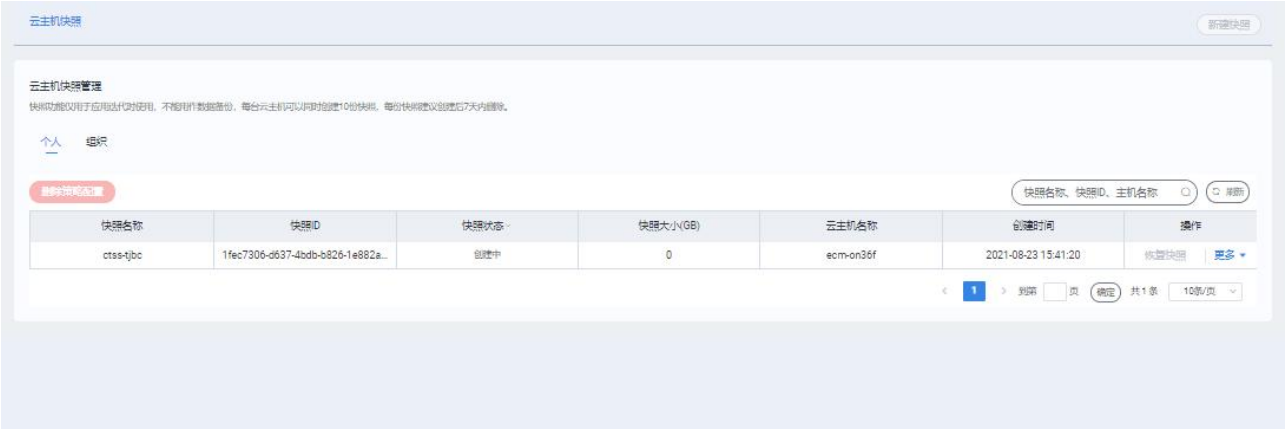 云主机快照
新建快照
云主机快照管理
快照功能仅用于应用迭代时使用，不能用作数据备份，每台云主机可以同时创建10份快照，每份快照建议创建后7天内删除。
个人 组织
删除策略配置
快照名称、快照ID、主机名称 刷新
快照名称 快照ID 快照状态 快照大小(GB) 云主机名称 创建时间 操作
ctss-tjbc 1fec7306-d637-4bdb-b826-1e882a... 创建中 0 ecm-on36f 2021-08-23 15:41:20 恢复快照 更多
1 到第 页 确定 共1条 10条/页